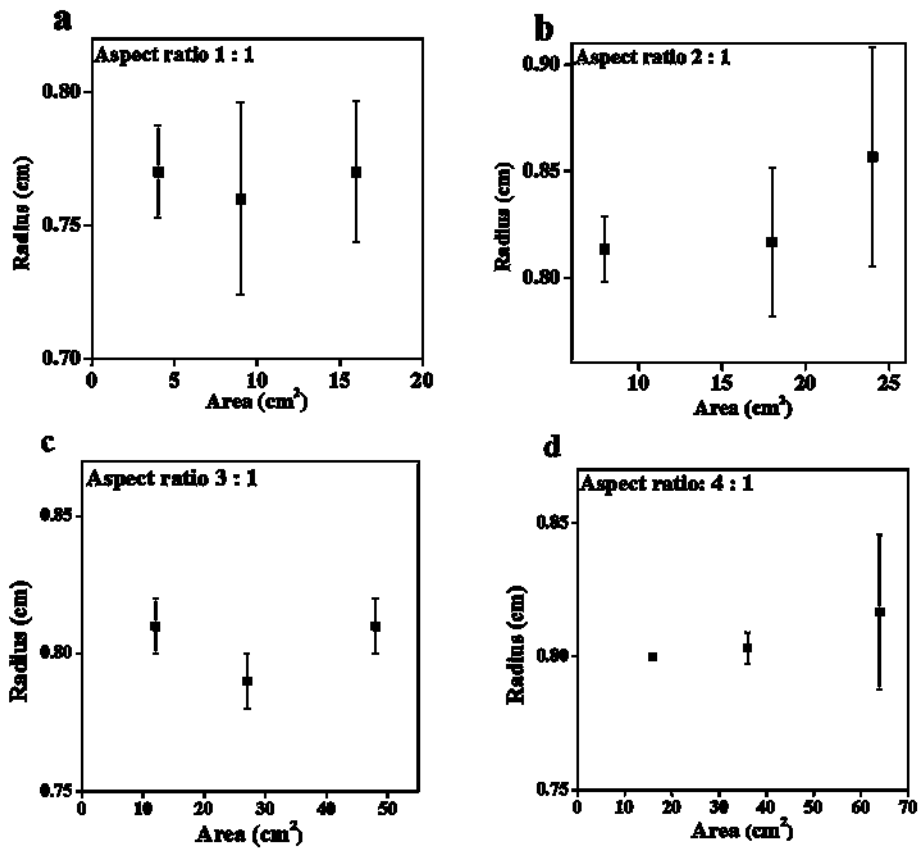 a
Aspect ratio 1 : 1
0.80
0.75
0.70
Radius (cm)
0 5 10 15 20
Area (cm²)
b
Aspect ratio 2 : 1
0.90
0.85
0.80
Radius (cm)
10 15 20 25
Area (cm²)
c
Aspect ratio 3 : 1
0.85
0.80
0.75
Radius (cm)
0 10 20 30 40 50
Area (cm²)
d
Aspect ratio: 4 : 1
0.85
0.80
0.75
Radius (cm)
0 10 20 30 40 50 60 70
Area (cm²)